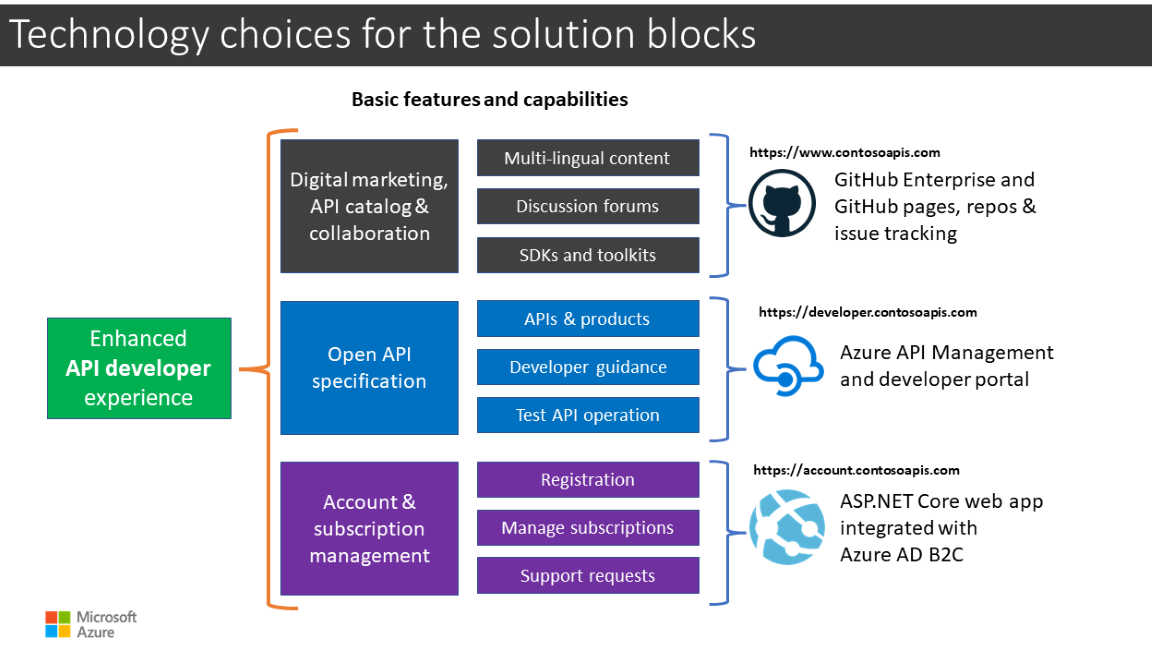 Technology choices for the solution blocks
Basic features and capabilities
Enhanced
API developer
experience
Digital marketing,
API catalog &
collaboration
Multi-lingual content
Discussion forums
SDKs and toolkits
https://www.contosoapis.com
GitHub Enterprise and
GitHub pages, repos &
issue tracking
Open API
specification
APIs & products
Developer guidance
Test API operation
https://developer.contosoapis.com
Azure API Management
and developer portal
Account &
subscription
management
Registration
Manage subscriptions
Support requests
https://account.contosoapis.com
ASP.NET Core web app
integrated with
Azure AD B2C
Microsoft
Azure